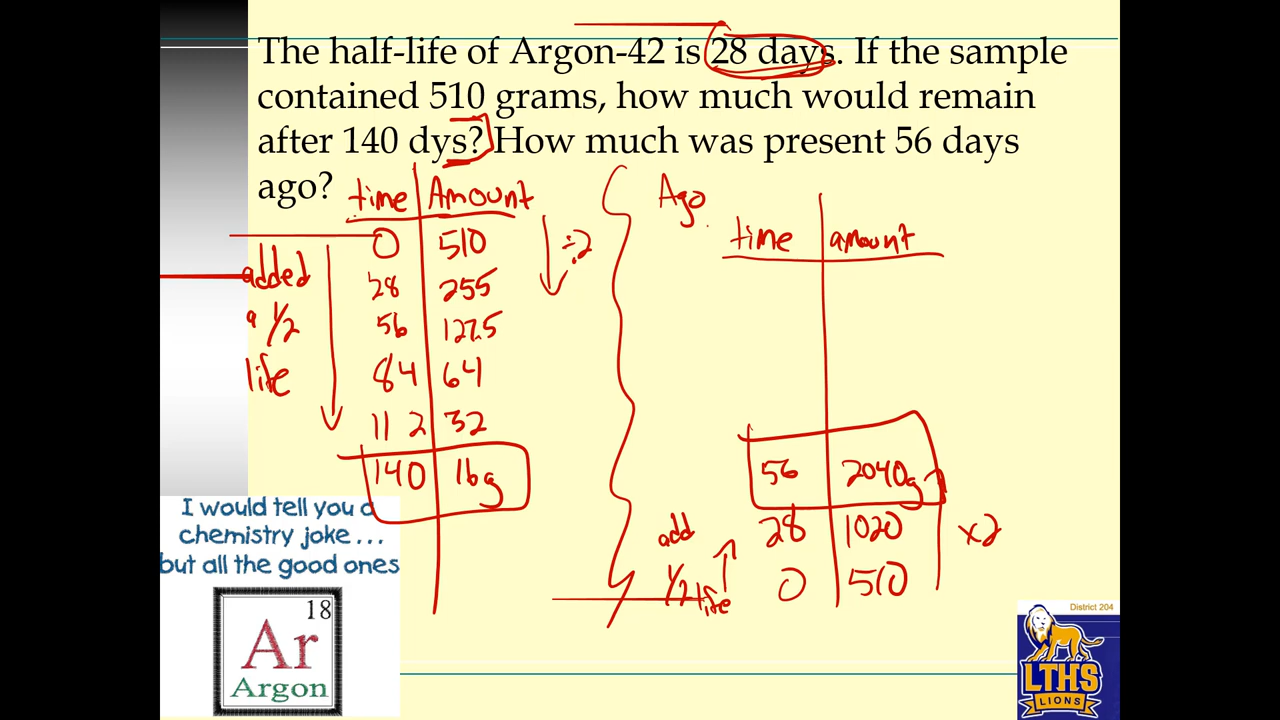 The half-life of Argon-42 is 28 days. If the sample
contained 510 grams, how much would remain
after 140 dys? How much was present 56 days
ago?
time Amount
0 510
28 255
56 127.5
84 64
112 32
140 16g
÷2
added
a 1/2
life
Ago
time amount
56 2040g
28 1020
0 510
x2
add
1/2 life
I would tell you a
chemistry joke ...
but all the good ones
18
Ar
Argon
District 204
LTHS
LIONS